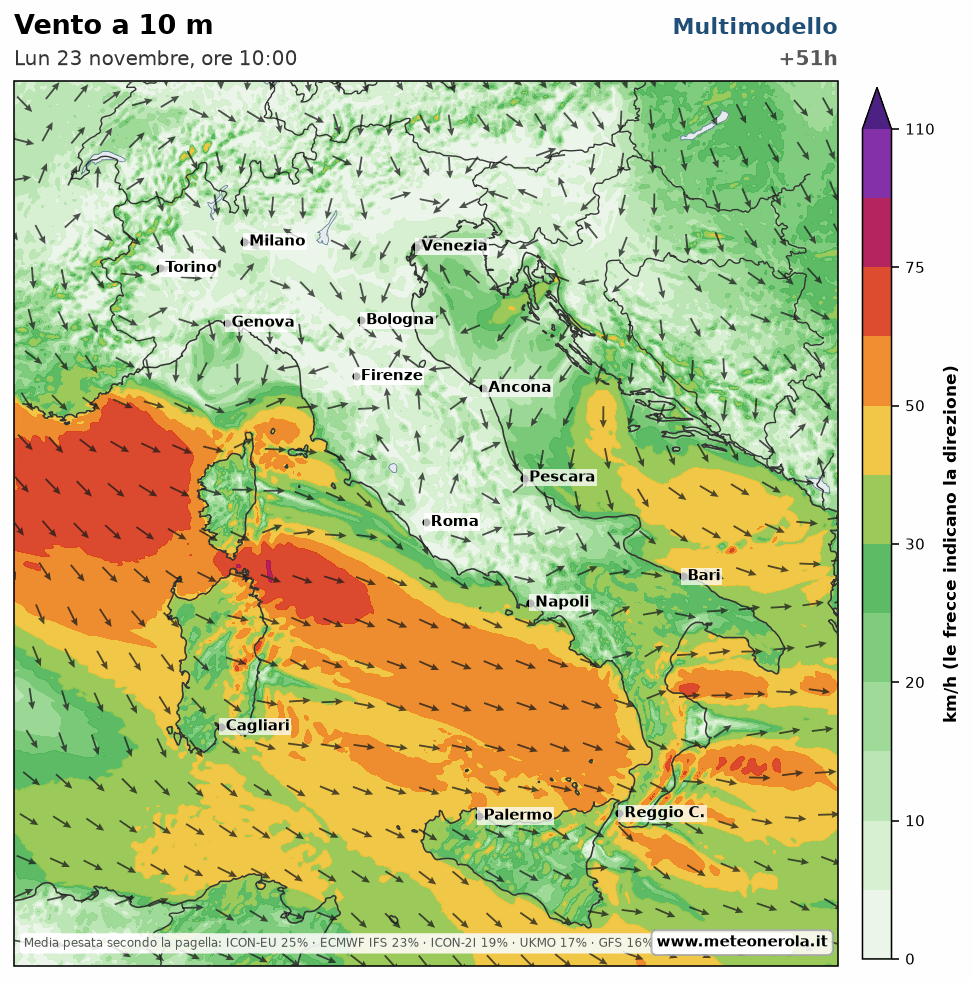 Vento a 10 m
Multimodello
Lun 23 novembre, ore 10:00
+51h
110
75
50
30
20
10
0
km/h (le frecce indicano la direzione)
Milano
Venezia
Torino
Genova
Bologna
Firenze
Ancona
Pescara
Roma
Bari
Napoli
Cagliari
Palermo
Reggio C.
Media pesata secondo la pagella: ICON-EU 25% · ECMWF IFS 23% · ICON-2I 19% · UKMO 17% · GFS 16%
www.meteonerola.it